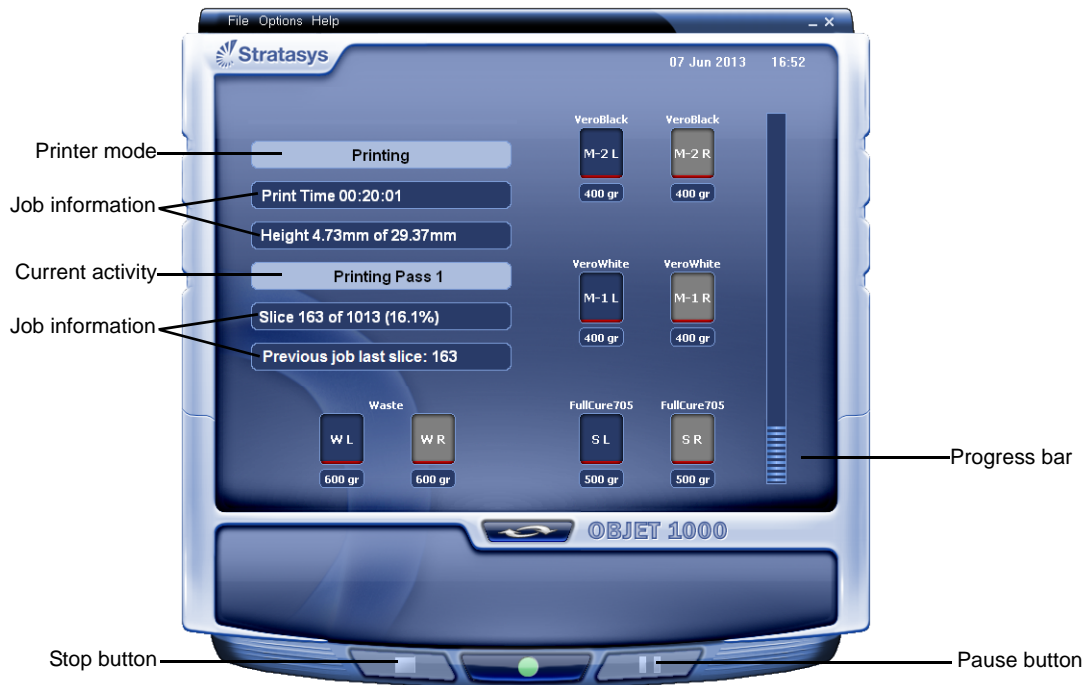 File Options Help
Stratasys
07 Jun 2013 16:52
Printer mode
Printing
Job information
Print Time 00:20:01
Height 4.73mm of 29.37mm
Current activity
Printing Pass 1
Job information
Slice 163 of 1013 (16.1%)
Previous job last slice: 163
VeroBlack VeroBlack
M-2 L M-2 R
400 gr 400 gr
VeroWhite VeroWhite
M-1 L M-1 R
400 gr 400 gr
Waste
W L W R
600 gr 600 gr
FullCure705 FullCure705
S L S R
500 gr 500 gr
Progress bar
OBJET 1000
Stop button
Pause button